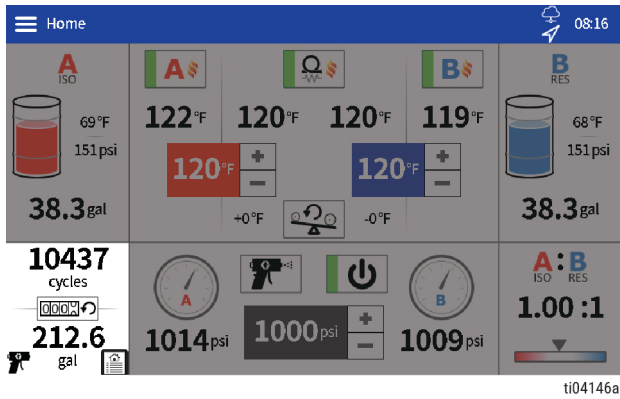 Home
08:16
A
ISO
69°F
151psi
38.3gal
A
B
122°F
120°F
120°F
119°F
120°F
+
−
120°F
+
−
+0°F
-0°F
B
RES
68°F
151psi
38.3gal
10437
cycles
000
212.6
gal
A
1014psi
1000psi
+
−
B
1009psi
A:B
ISO RES
1.00 :1
ti04146a